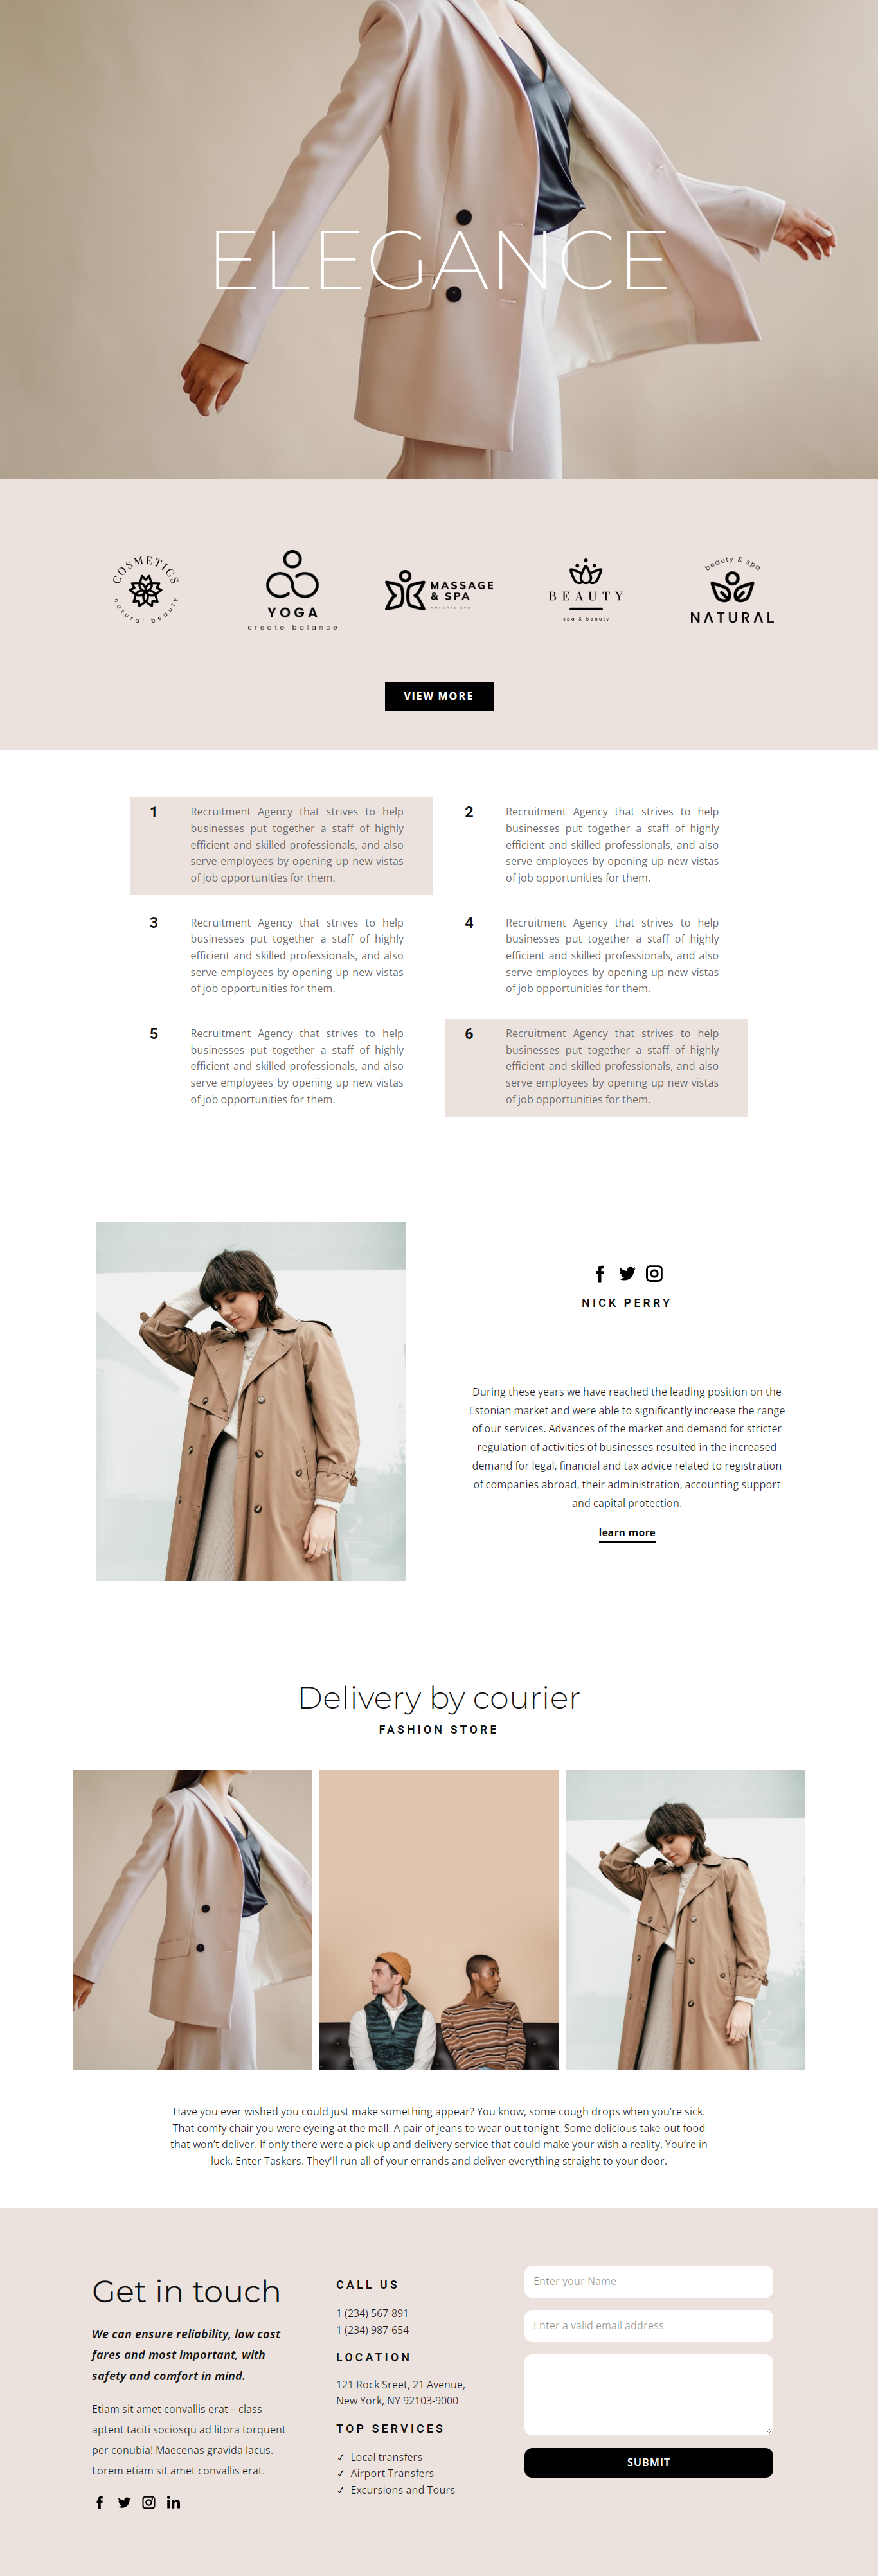 ELEGANCE
COSMETICS
natural beauty
YOGA
create balance
MASSAGE
& SPA
NATURAL SPA
BEAUTY
spa & beauty
beauty & spa
NATURAL
VIEW MORE
1
Recruitment Agency that strives to help
businesses put together a staff of highly
efficient and skilled professionals, and also
serve employees by opening up new vistas
of job opportunities for them.
2
Recruitment Agency that strives to help
businesses put together a staff of highly
efficient and skilled professionals, and also
serve employees by opening up new vistas
of job opportunities for them.
3
Recruitment Agency that strives to help
businesses put together a staff of highly
efficient and skilled professionals, and also
serve employees by opening up new vistas
of job opportunities for them.
4
Recruitment Agency that strives to help
businesses put together a staff of highly
efficient and skilled professionals, and also
serve employees by opening up new vistas
of job opportunities for them.
5
Recruitment Agency that strives to help
businesses put together a staff of highly
efficient and skilled professionals, and also
serve employees by opening up new vistas
of job opportunities for them.
6
Recruitment Agency that strives to help
businesses put together a staff of highly
efficient and skilled professionals, and also
serve employees by opening up new vistas
of job opportunities for them.
NICK PERRY
During these years we have reached the leading position on the
Estonian market and were able to significantly increase the range
of our services. Advances of the market and demand for stricter
regulation of activities of businesses resulted in the increased
demand for legal, financial and tax advice related to registration
of companies abroad, their administration, accounting support
and capital protection.
learn more
Delivery by courier
FASHION STORE
Have you ever wished you could just make something appear? You know, some cough drops when you're sick.
That comfy chair you were eyeing at the mall. A pair of jeans to wear out tonight. Some delicious take-out food
that won't deliver. If only there were a pick-up and delivery service that could make your wish a reality. You're in
luck. Enter Taskers. They'll run all of your errands and deliver everything straight to your door.
Get in touch
We can ensure reliability, low cost
fares and most important, with
safety and comfort in mind.
Etiam sit amet convallis erat – class
aptent taciti sociosqu ad litora torquent
per conubia! Maecenas gravida lacus.
Lorem etiam sit amet convallis erat.
CALL US
1 (234) 567-891
1 (234) 987-654
LOCATION
121 Rock Sreet, 21 Avenue,
New York, NY 92103-9000
TOP SERVICES
✓ Local transfers
✓ Airport Transfers
✓ Excursions and Tours
Enter your Name
Enter a valid email address
SUBMIT